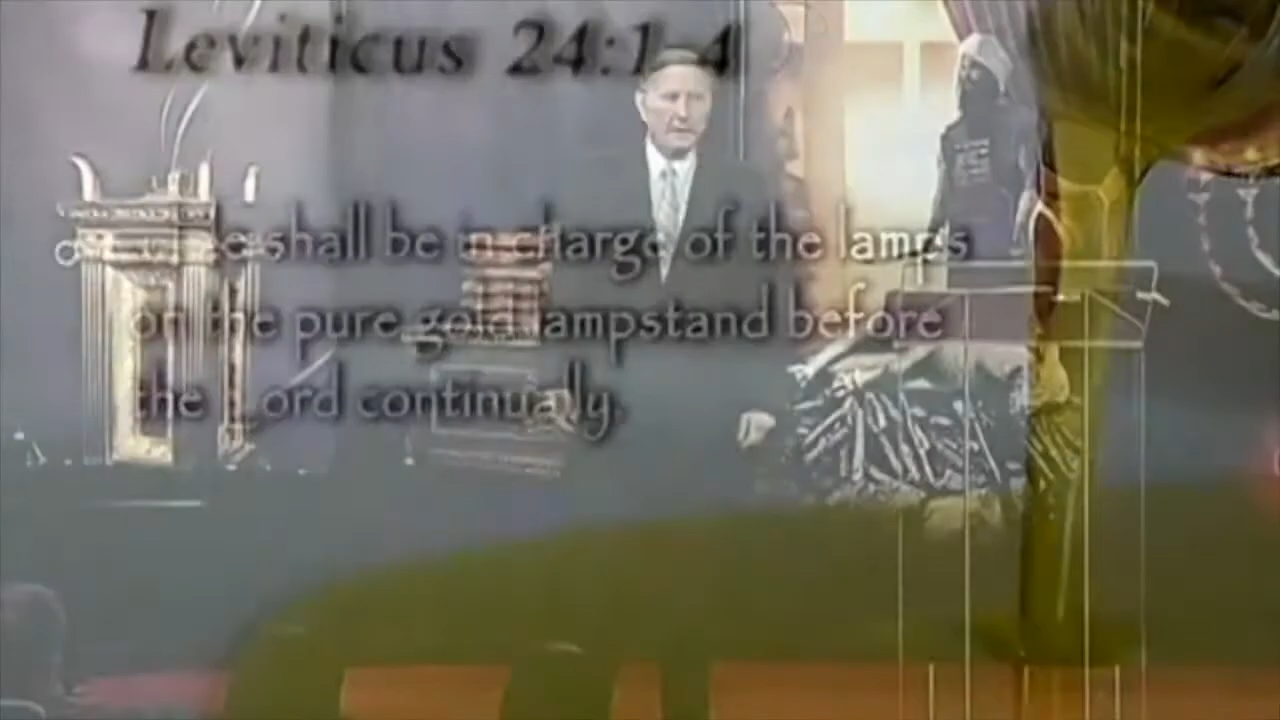 Leviticus 24:1-4
shall be in charge of the lamps
on the pure gold lampstand before
the Lord continually.